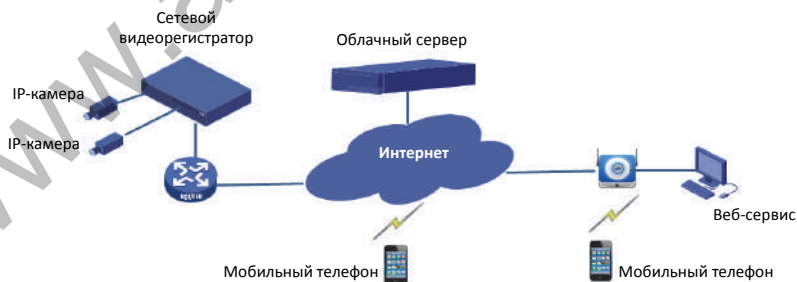 Сетевой
видеорегистратор
Облачный сервер
IP-камера
IP-камера
Интернет
Веб-сервис
Мобильный телефон
Мобильный телефон